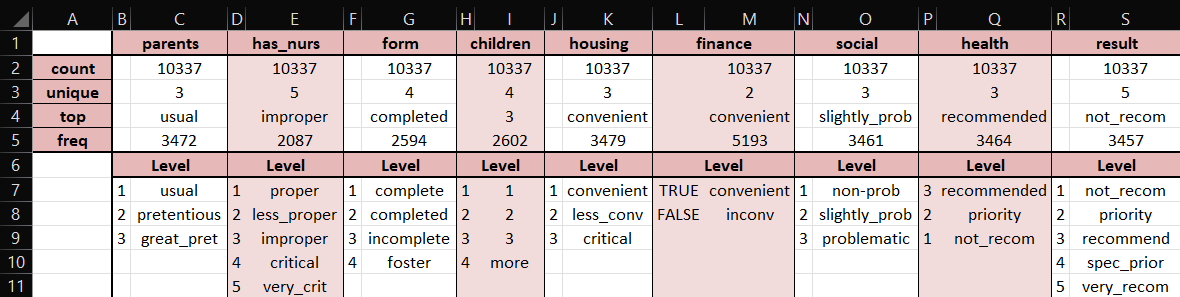 A B C D E F G H I J K L M N O P Q R S
1 parents has_nurs form children housing finance social health result
2 count 10337 10337 10337 10337 10337 10337 10337 10337 10337
3 unique 3 5 4 4 3 2 3 3 5
4 top usual improper completed 3 convenient convenient slightly_prob recommended not_recom
5 freq 3472 2087 2594 2602 3479 5193 3461 3464 3457
6 Level Level Level Level Level Level Level Level Level
7 1 usual 1 proper 1 complete 1 1 1 convenient TRUE convenient 1 non-prob 3 recommended 1 not_recom
8 2 pretentious 2 less_proper 2 completed 2 2 2 less_conv FALSE inconv 2 slightly_prob 2 priority 2 priority
9 3 great_pret 3 improper 3 incomplete 3 3 3 critical 3 problematic 1 not_recom 3 recommend
10 4 critical 4 foster 4 more 4 spec_prior
11 5 very_crit 5 very_recom